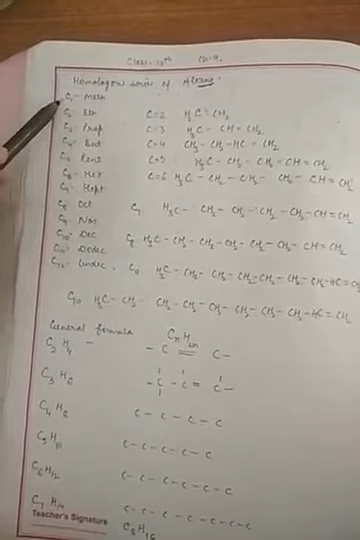 Class - 10th Ch-4.
Homologous series of Alkene.
C1 - Meth
C2 - Eth C=2 H2C=CH2
C3 - Prop C=3 H3C-CH=CH2
C4 - But C=4 CH3-CH2-HC=CH2
Pent C=5 H3C-CH2-CH2-CH=CH2
C6 - Hex C=6 H3C-CH2-CH2-CH2-CH=CH2
C7 - Hept
C8 Oct C7 H3C-CH2-CH2-CH2-CH2-CH=CH2
C9 Non
C10 - Dec C8 H3C-CH2-CH2-CH2-CH2-CH2-CH=CH2
Dodec
Undec C9 H3C-CH2-CH2-CH2-CH2-CH2-CH2-HC=CH2
C10 H3C-CH2-CH2-CH2-CH2-CH2-CH2-CH2-HC=CH2
General formula CnH2n
C2H4 - - C = C -
C3H6 - C - C = C -
C4H8 C - C - C - C
C5H10 C - C - C - C - C
C6H12 C - C - C - C - C - C
C7H14 C - C - C - C - C - C - C
Teacher's Signature C8H16